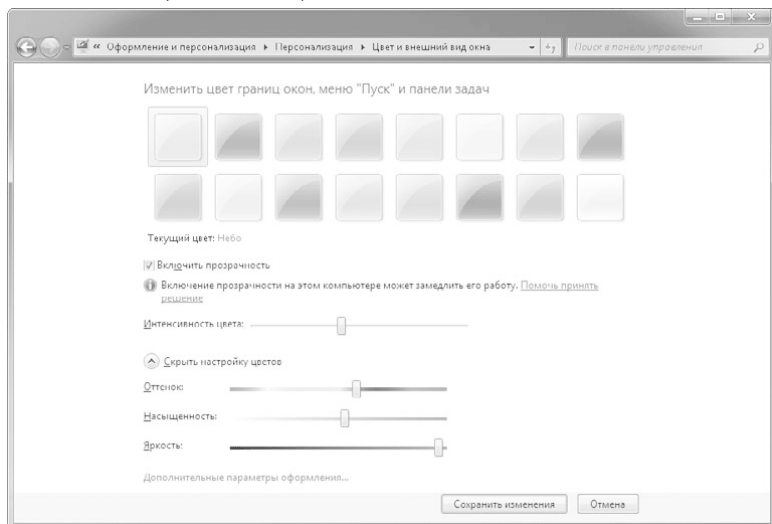 « Оформление и персонализация ▸ Персонализация ▸ Цвет и внешний вид окна
Поиск в панели управления
Изменить цвет границ окон, меню "Пуск" и панели задач
Текущий цвет: Небо
Включить прозрачность
Включение прозрачности на этом компьютере может замедлить его работу. Помочь принять
решение
Интенсивность цвета:
Скрыть настройку цветов
Оттенок:
Насыщенность:
Яркость:
Дополнительные параметры оформления...
Сохранить изменения
Отмена